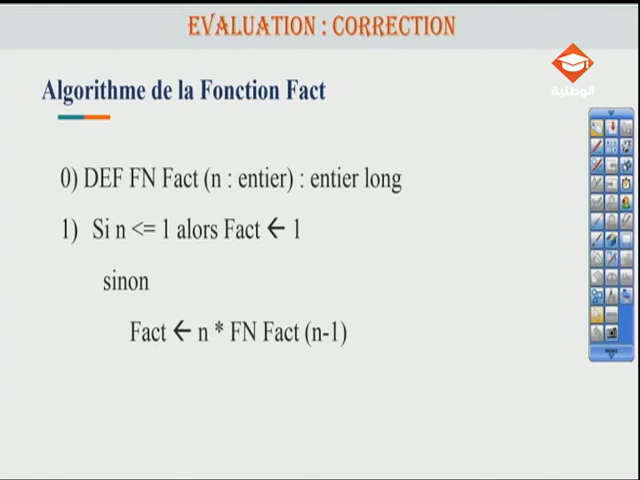 EVALUATION : CORRECTION
الوطنية
Algorithme de la Fonction Fact
0) DEF FN Fact (n : entier) : entier long
1) Si n <= 1 alors Fact ← 1
sinon
Fact ← n * FN Fact (n-1)
MENU